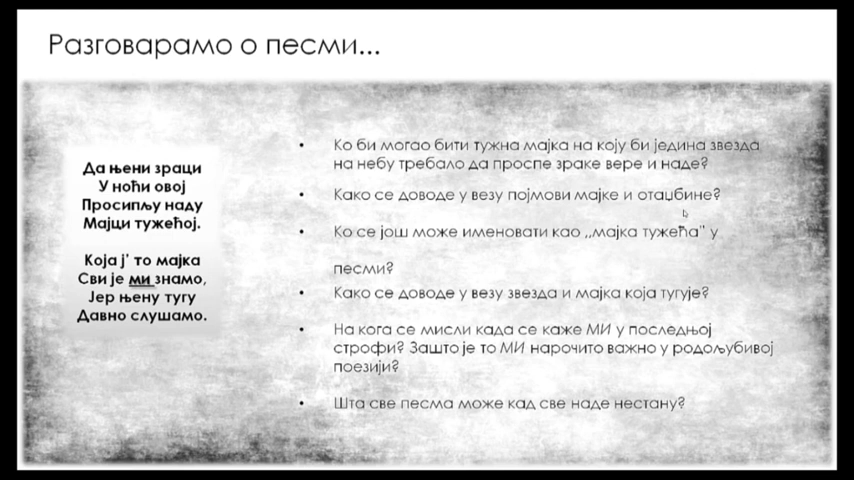 Разговарамо о песми...
Да њени зраци
У ноћи овој
Просипљу наду
Мајци тужећој.
Која ј' то мајка
Сви је ми знамо,
Јер њену тугу
Давно слушамо.
• Ко би могао бити тужна мајка на коју би једина звезда
на небу требало да проспе зраке вере и наде?
• Како се доводе у везу појмови мајке и отаџбине?
• Ко се још може именовати као ,,мајка тужећа" у
песми?
• Како се доводе у везу звезда и мајка која тугује?
• На кога се мисли када се каже МИ у последњој
строфи? Зашто је то МИ нарочито важно у родољубивој
поезији?
• Шта све песма може кад све наде нестану?